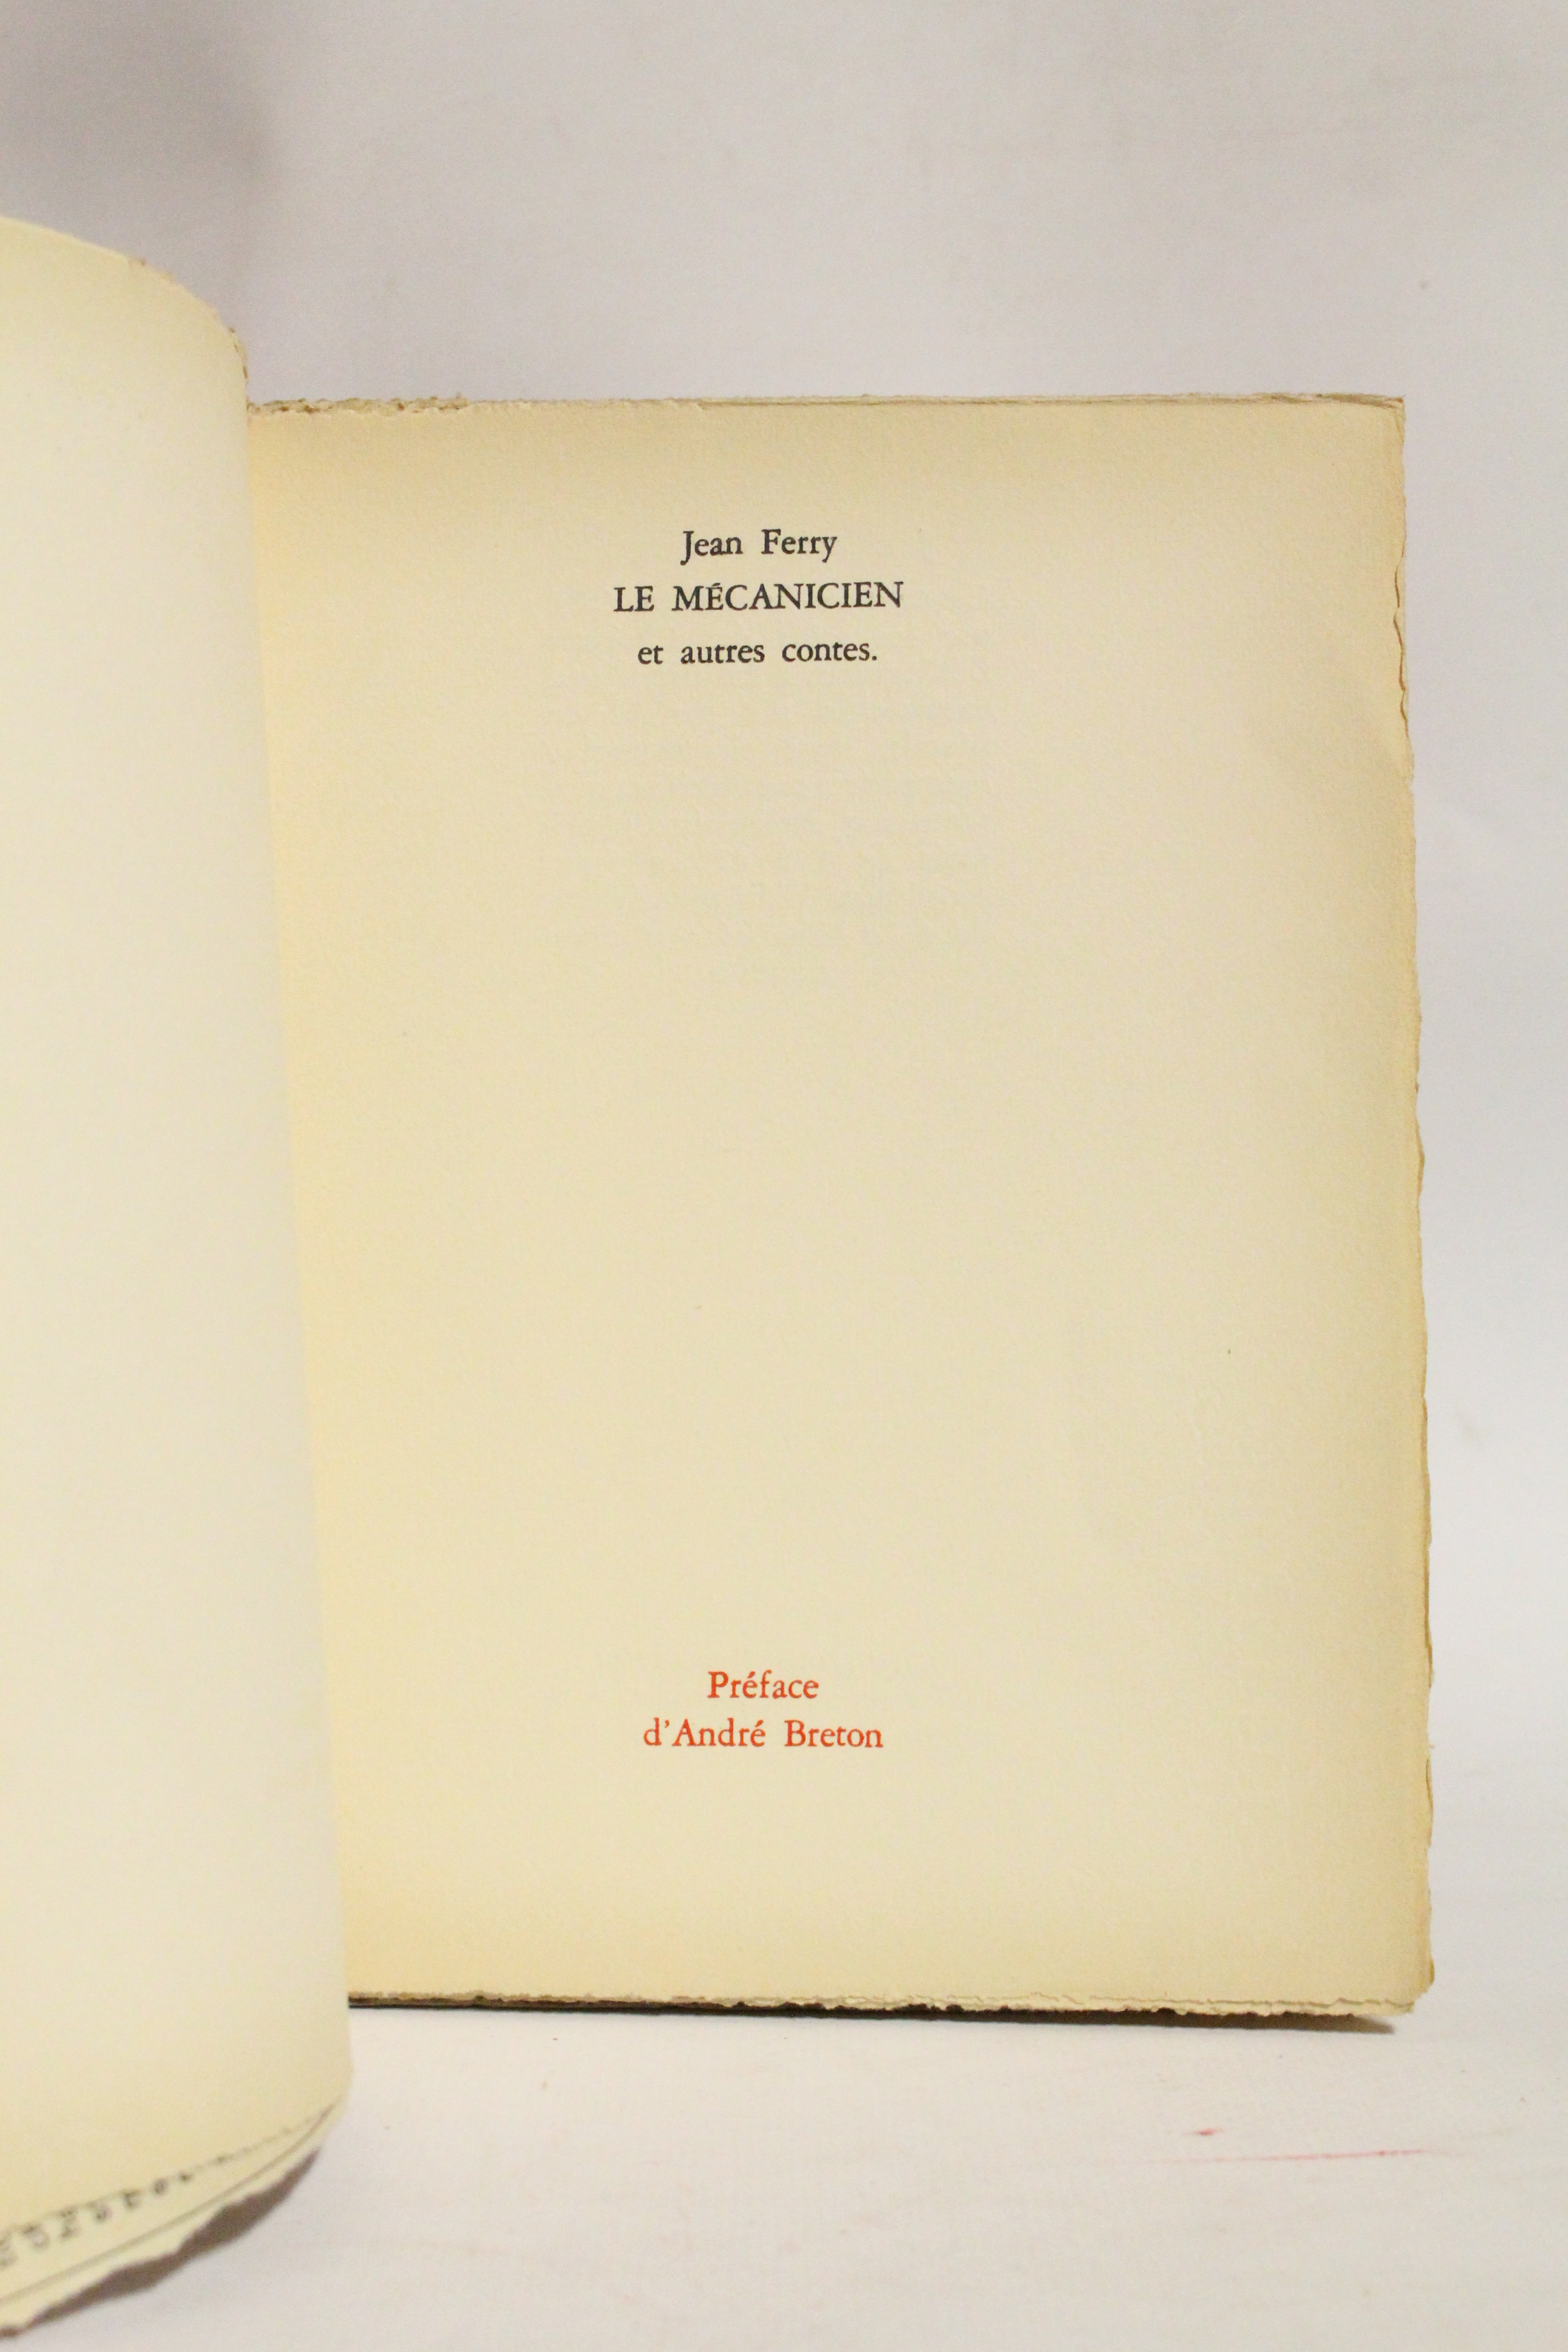 Jean Ferry
LE MÉCANICIEN
et autres contes.
Préface
d'André Breton